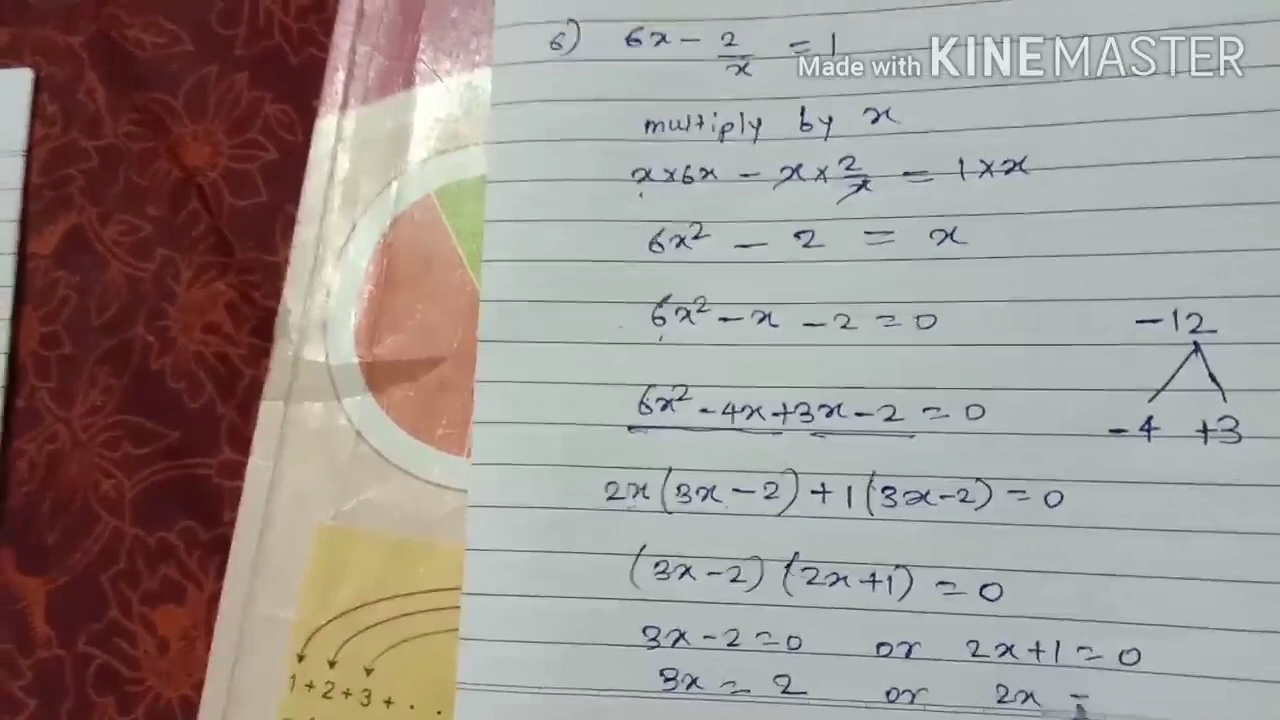 6) 6x - 2/x = 1
Made with KINEMASTER
multiply by x
x × 6x - x × 2/x = 1 × x
6x² - 2 = x
6x² - x - 2 = 0
-12
6x² - 4x + 3x - 2 = 0
-4 +3
2x(3x - 2) + 1(3x - 2) = 0
(3x - 2) (2x + 1) = 0
3x - 2 = 0 or 2x + 1 = 0
3x = 2 or 2x =
1 + 2 + 3 + . .